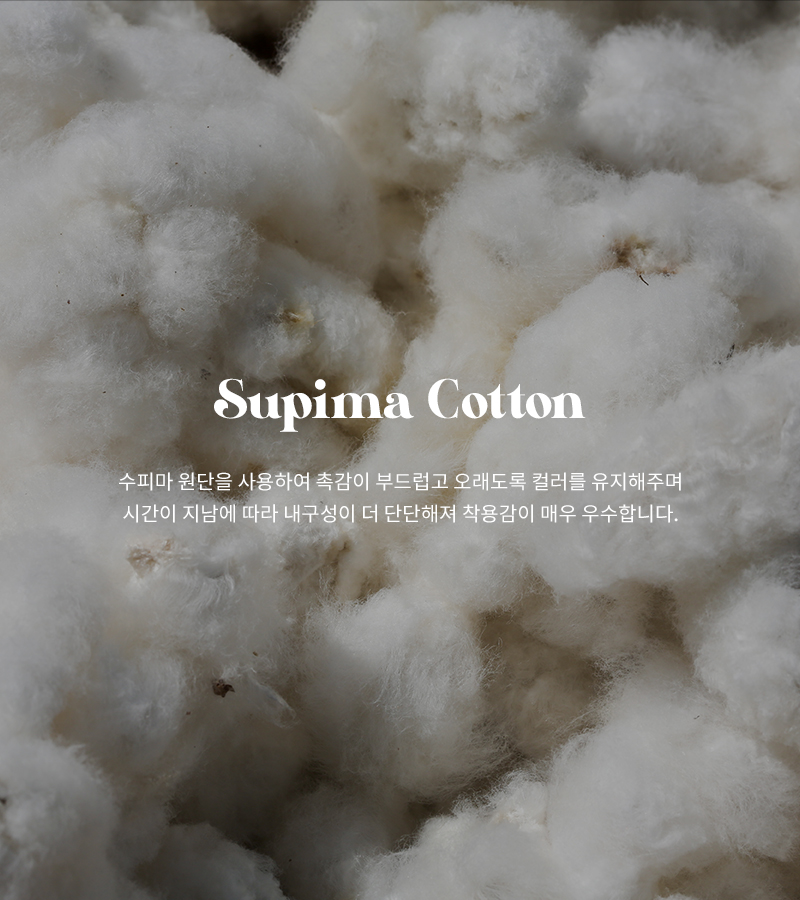 Supima Cotton
수피마 원단을 사용하여 촉감이 부드럽고 오래도록 컬러를 유지해주며
시간이 지남에 따라 내구성이 더 단단해져 착용감이 매우 우수합니다.